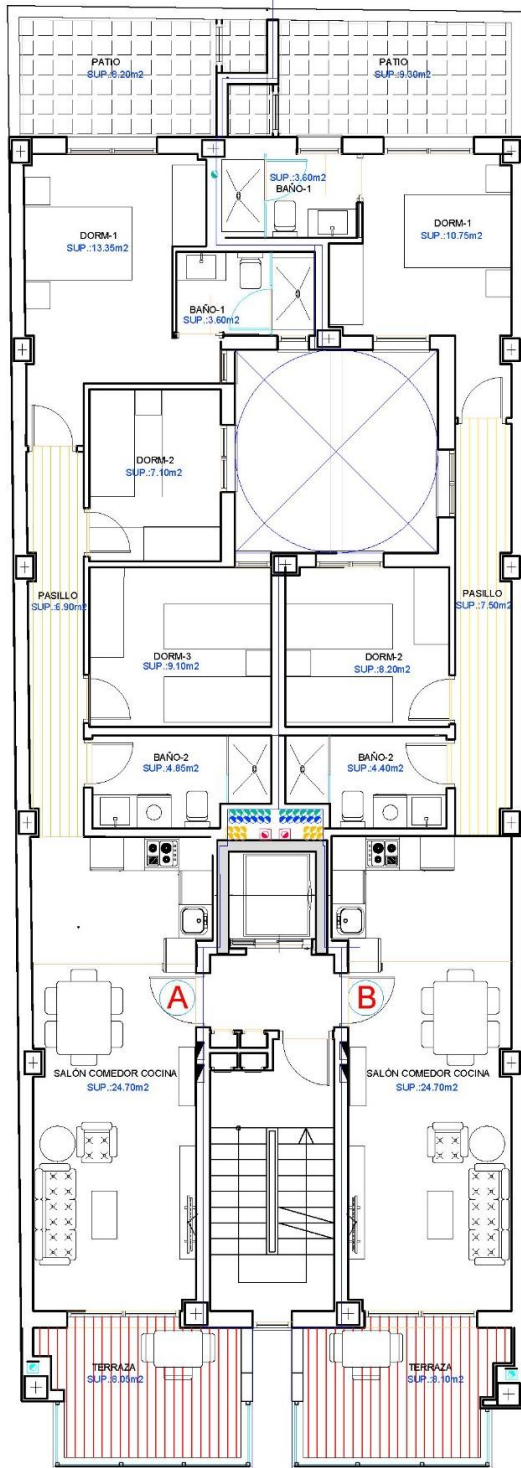 PATIO
SUP.:8.20m2
PATIO
SUP.:9.30m2
SUP.:3.60m2
BAÑO-1
DORM-1
SUP.:13.35m2
DORM-1
SUP.:10.75m2
BAÑO-1
SUP.:3.60m2
DORM-2
SUP.:7.10m2
PASILLO
SUP.:6.90m2
PASILLO
SUP.:7.50m2
DORM-3
SUP.:9.10m2
DORM-2
SUP.:8.20m2
BAÑO-2
SUP.:4.85m2
BAÑO-2
SUP.:4.40m2
A
B
SALÓN COMEDOR COCINA
SUP.:24.70m2
SALÓN COMEDOR COCINA
SUP.:24.70m2
TERRAZA
SUP.:8.05m2
TERRAZA
SUP.:8.10m2